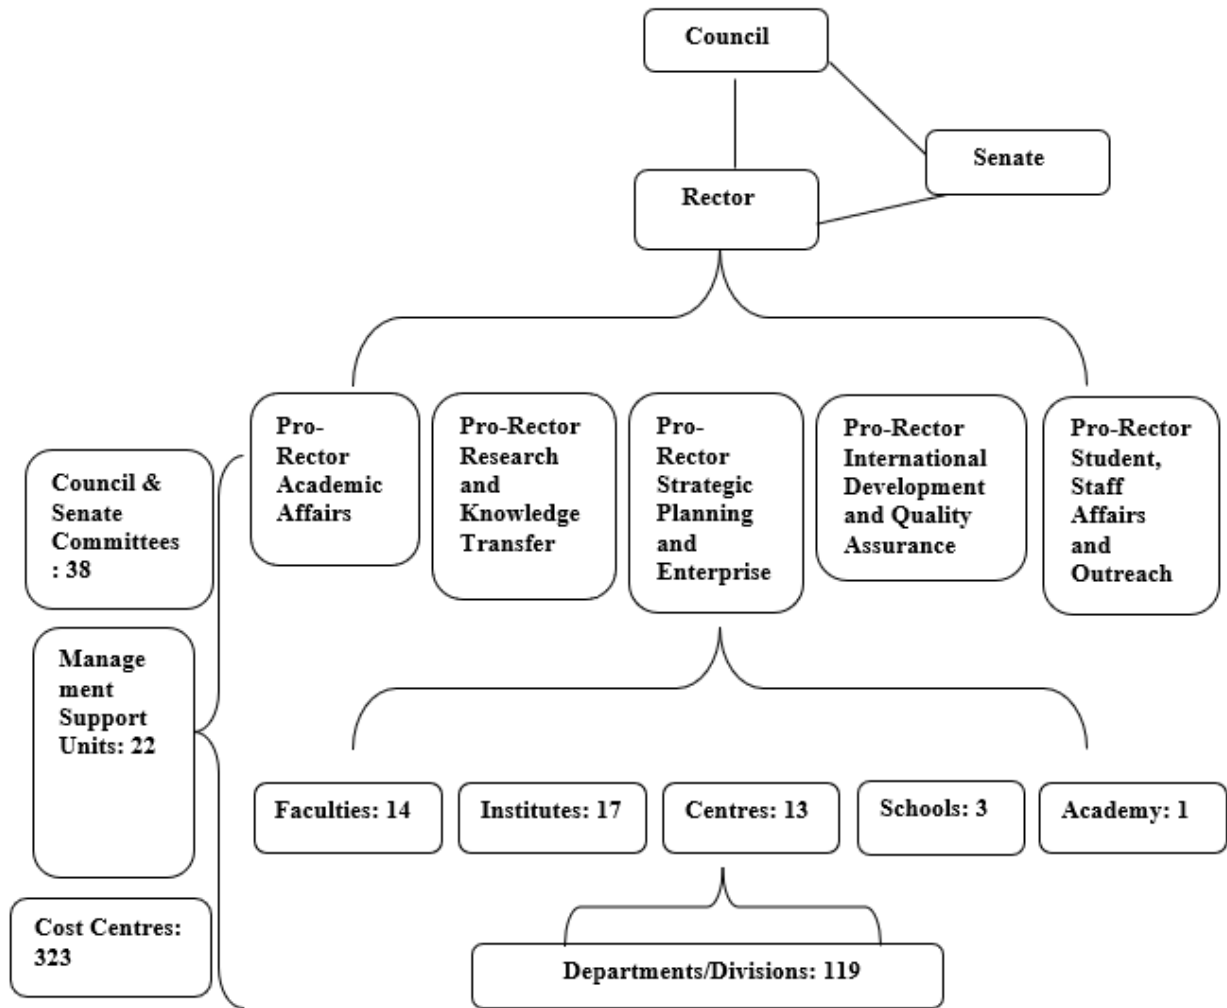 Council
Senate
Rector
Pro-
Rector
Academic
Affairs
Pro-Rector
Research
and
Knowledge
Transfer
Pro-
Rector
Strategic
Planning
and
Enterprise
Pro-Rector
International
Development
and Quality
Assurance
Pro-Rector
Student,
Staff
Affairs
and
Outreach
Council &
Senate
Committees
: 38
Manage
ment
Support
Units: 22
Cost Centres:
323
Faculties: 14
Institutes: 17
Centres: 13
Schools: 3
Academy: 1
Departments/Divisions: 119